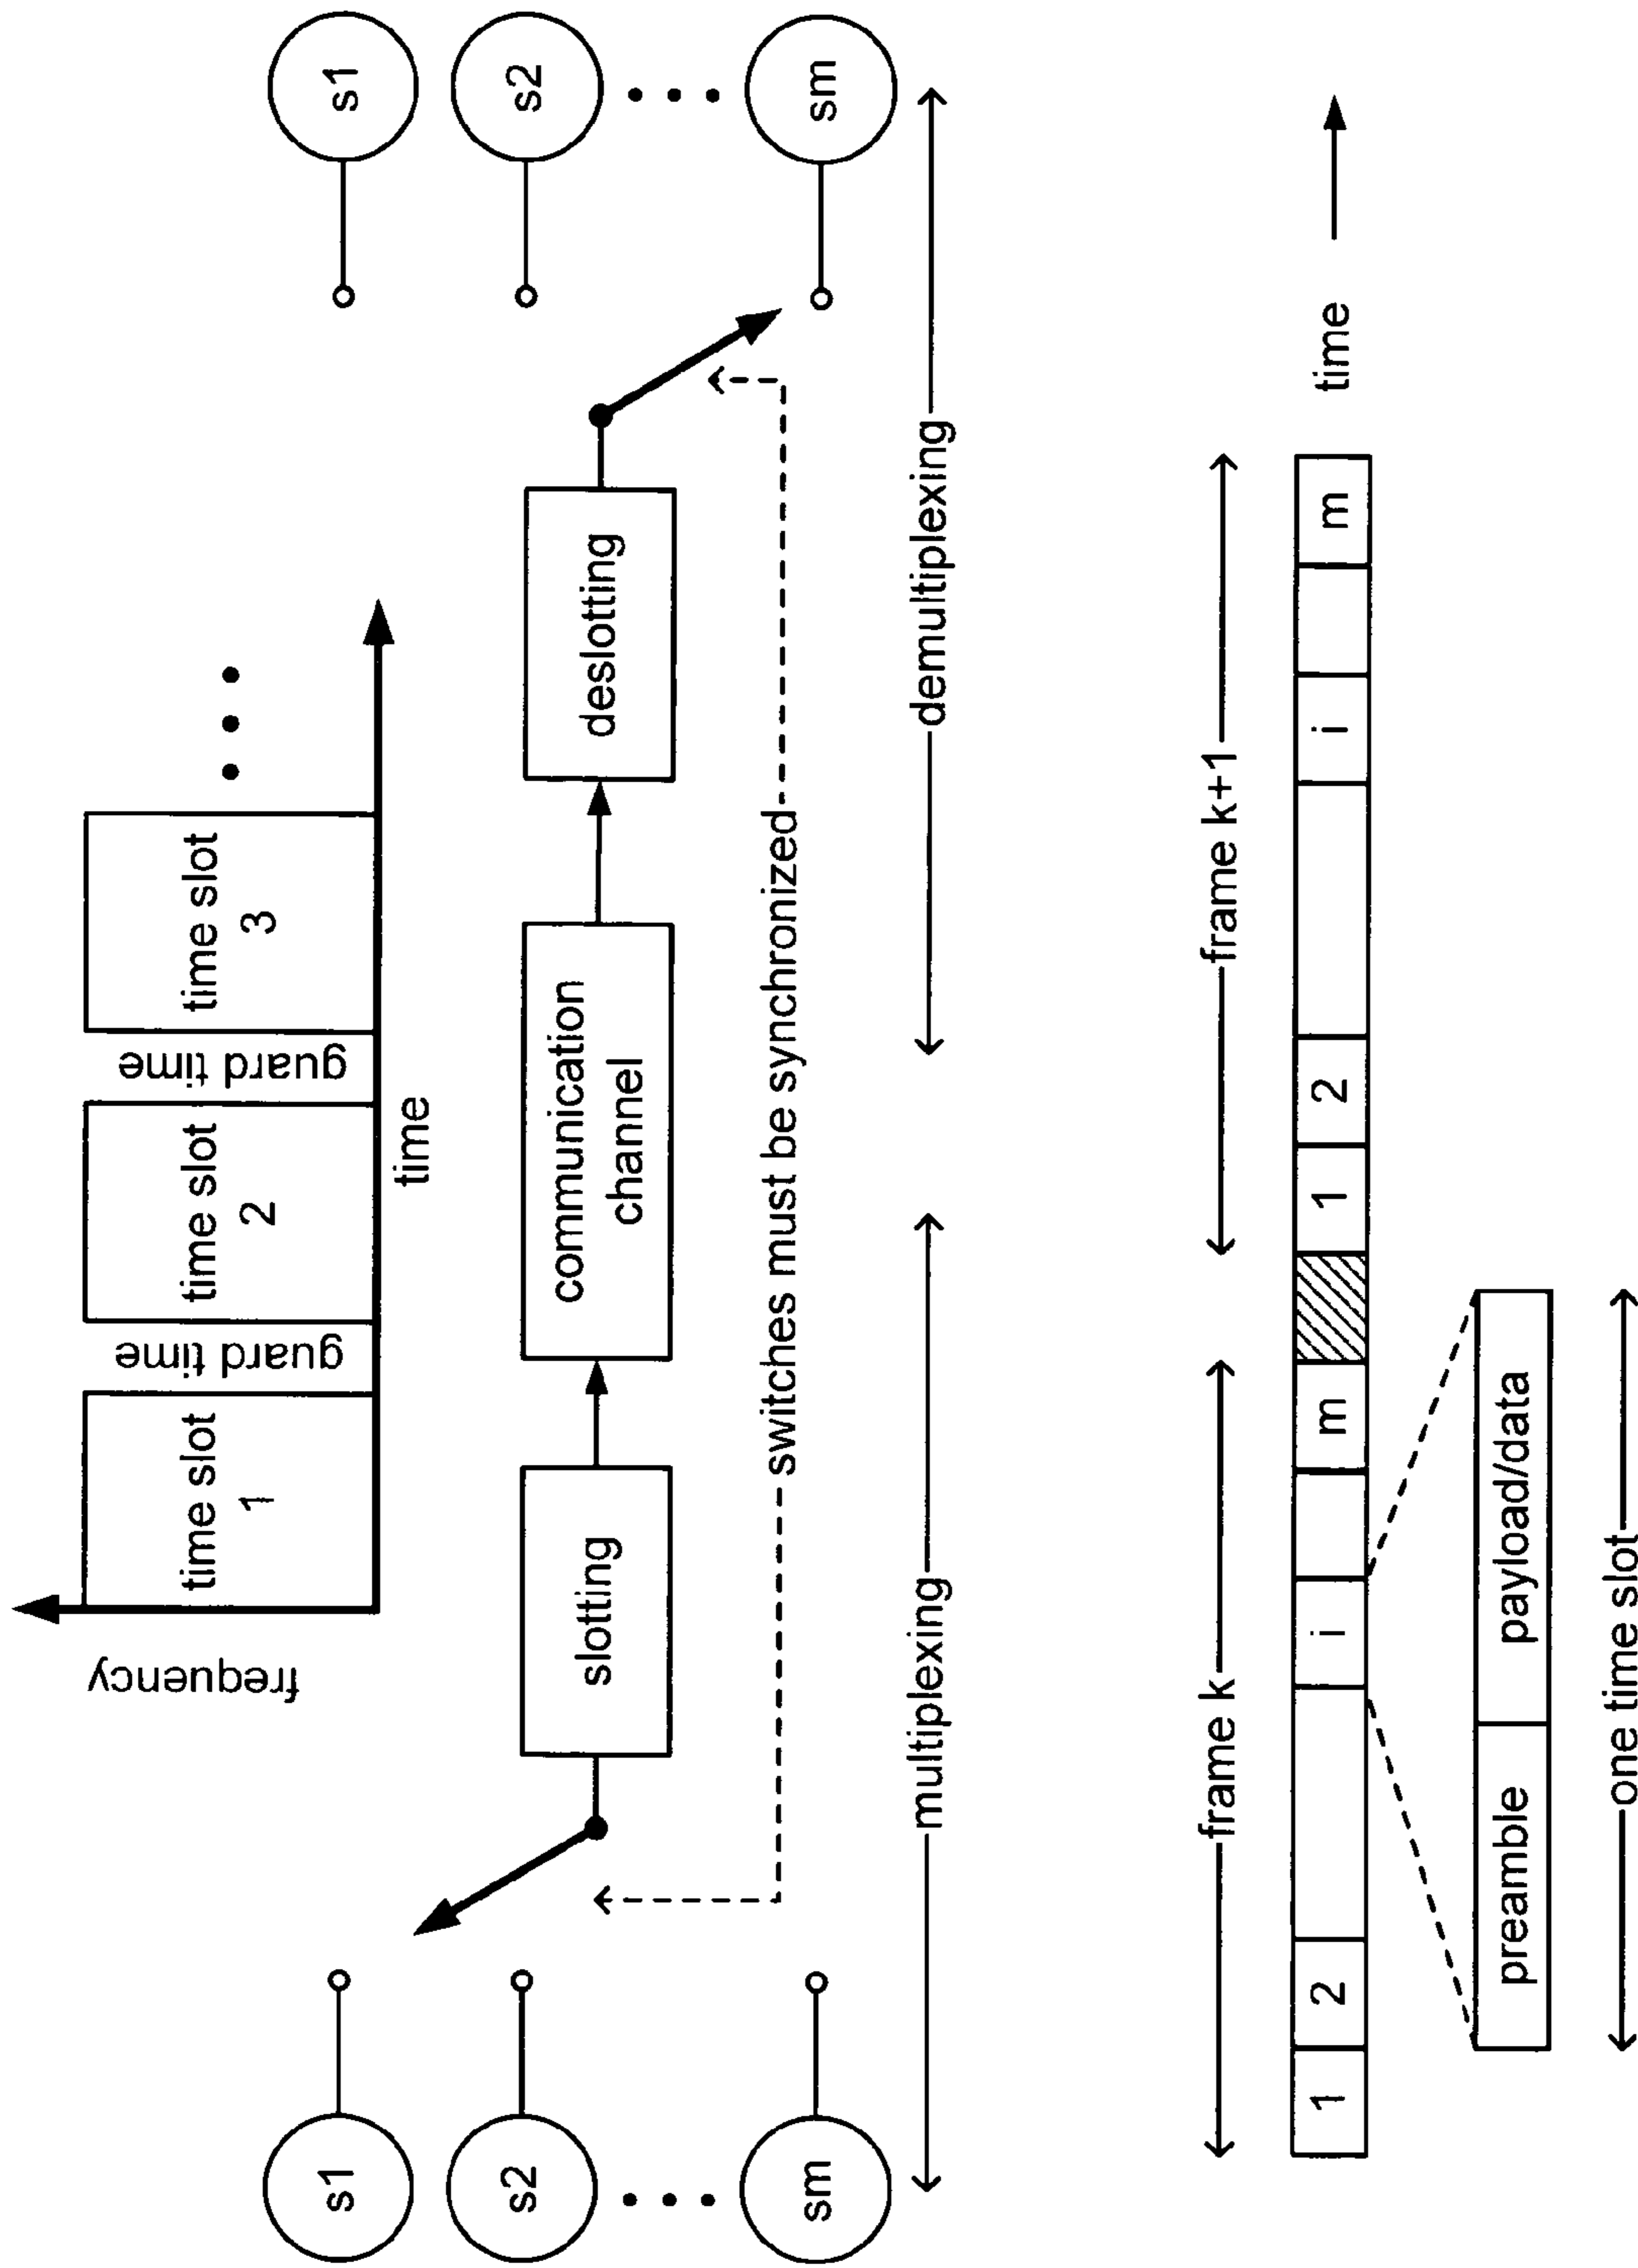 frequency
time slot
1
guard time
time slot
2
guard time
time slot
3
time
s1
s2
sm
slotting
communication
channel
deslotting
s1
s2
sm
switches must be synchronized
multiplexing
demultiplexing
frame k
frame k+1
1
2
i
m
1
2
i
m
time
preamble
payload/data
one time slot